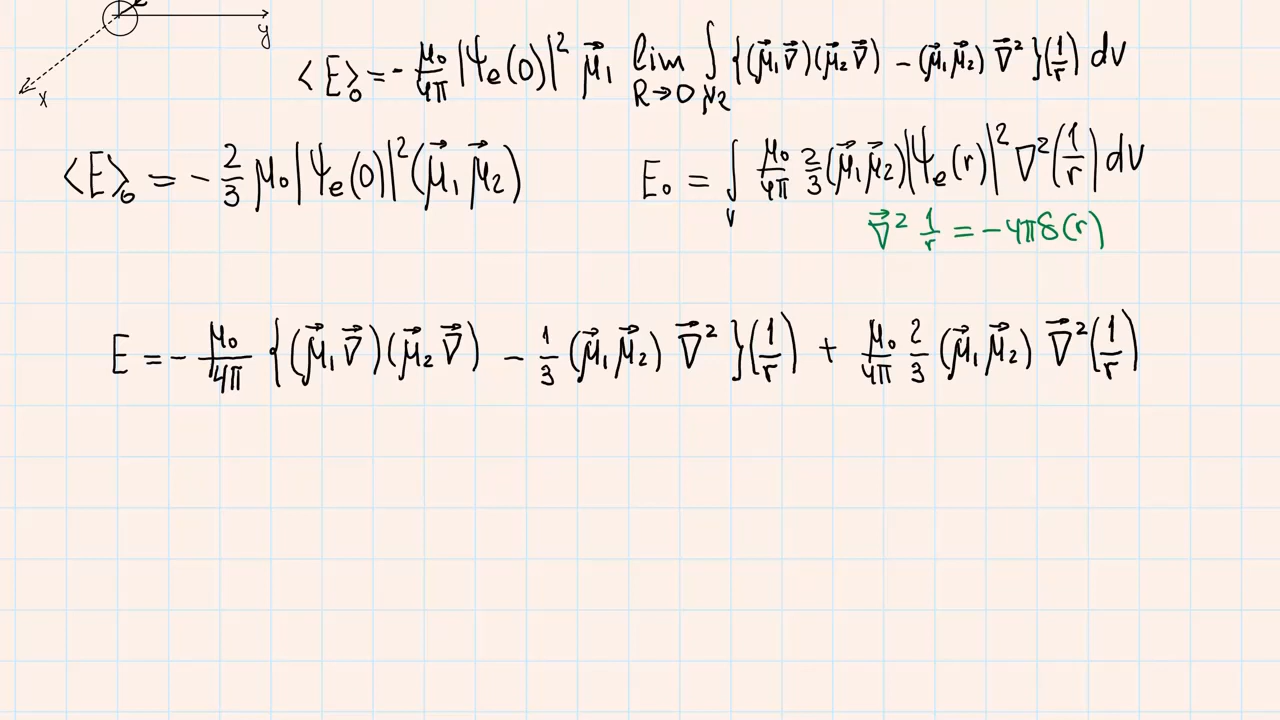 y
x
⟨E⟩₀ = - μ₀/4π |Ψe(0)|² μ⃗₁ lim R→0 ∫V₂ {(μ⃗₁∇⃗)(μ⃗₂∇⃗) - (μ⃗₁μ⃗₂) ∇⃗²}(1/r) dV
⟨E⟩₀ = - 2/3 μ₀|Ψe(0)|²(μ⃗₁μ⃗₂)
E₀ = ∫V μ₀/4π 2/3 (μ⃗₁μ⃗₂)|Ψe(r)|² ∇²(1/r) dV
∇⃗² 1/r = -4πδ(r)
E = - μ₀/4π {(μ⃗₁∇⃗)(μ⃗₂∇⃗) - 1/3 (μ⃗₁μ⃗₂) ∇⃗²}(1/r) + μ₀/4π 2/3 (μ⃗₁μ⃗₂) ∇⃗²(1/r)